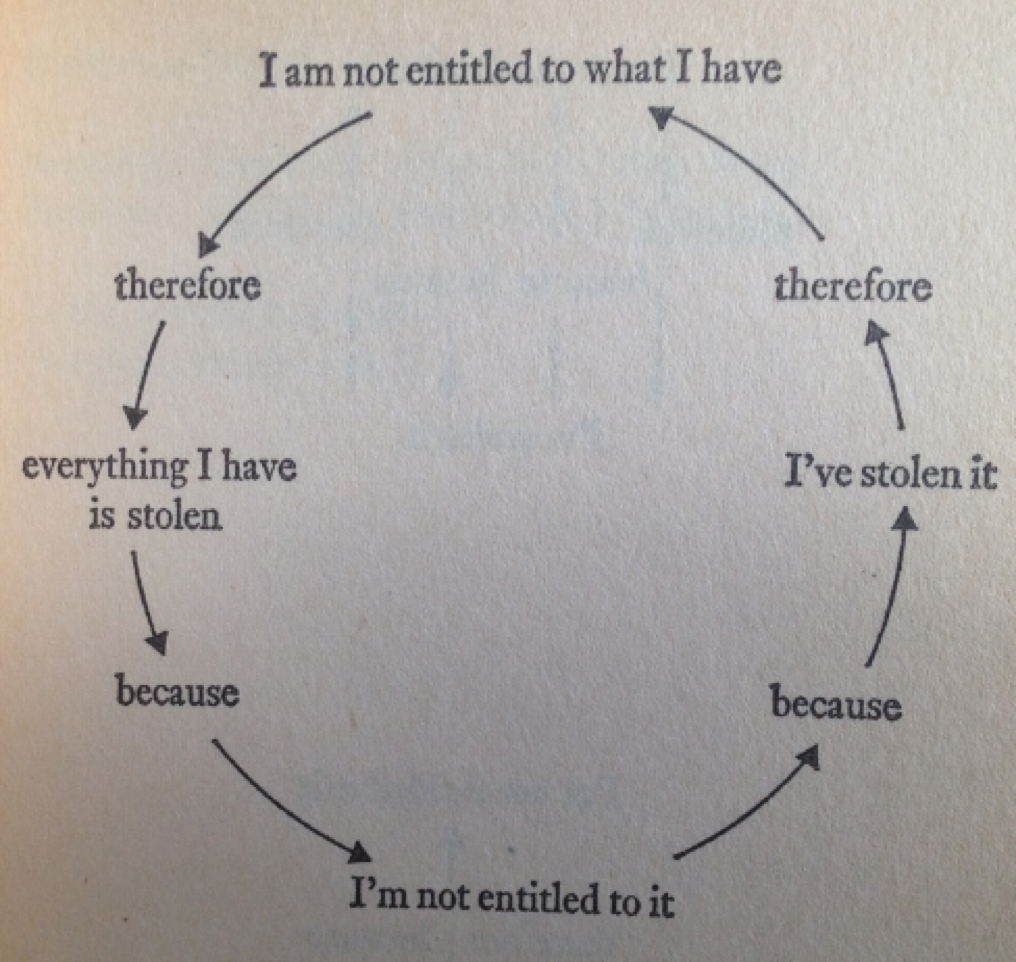 I am not entitled to what I have
therefore
everything I have
is stolen
because
I'm not entitled to it
because
I've stolen it
therefore